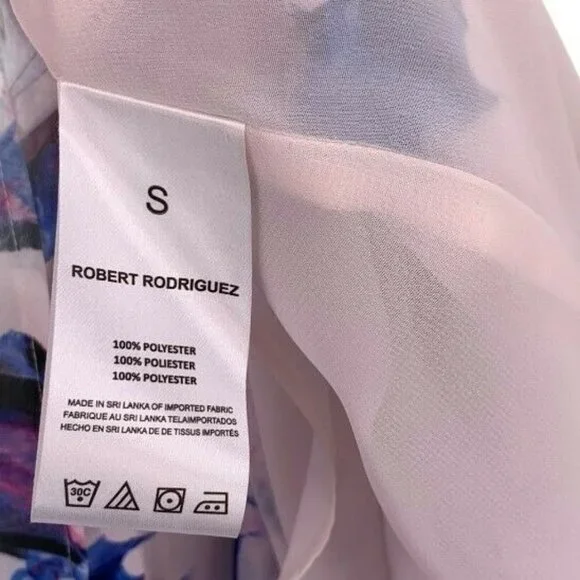 S
ROBERT RODRIGUEZ
100% POLYESTER
100% POLIESTER
100% POLYESTER
MADE IN SRI LANKA OF IMPORTED FABRIC
FABRIQUE AU SRI LANKA TELAIMPORTADOS
HECHO EN SRI LANKA DE DE TISSUS IMPORTÉS
30C